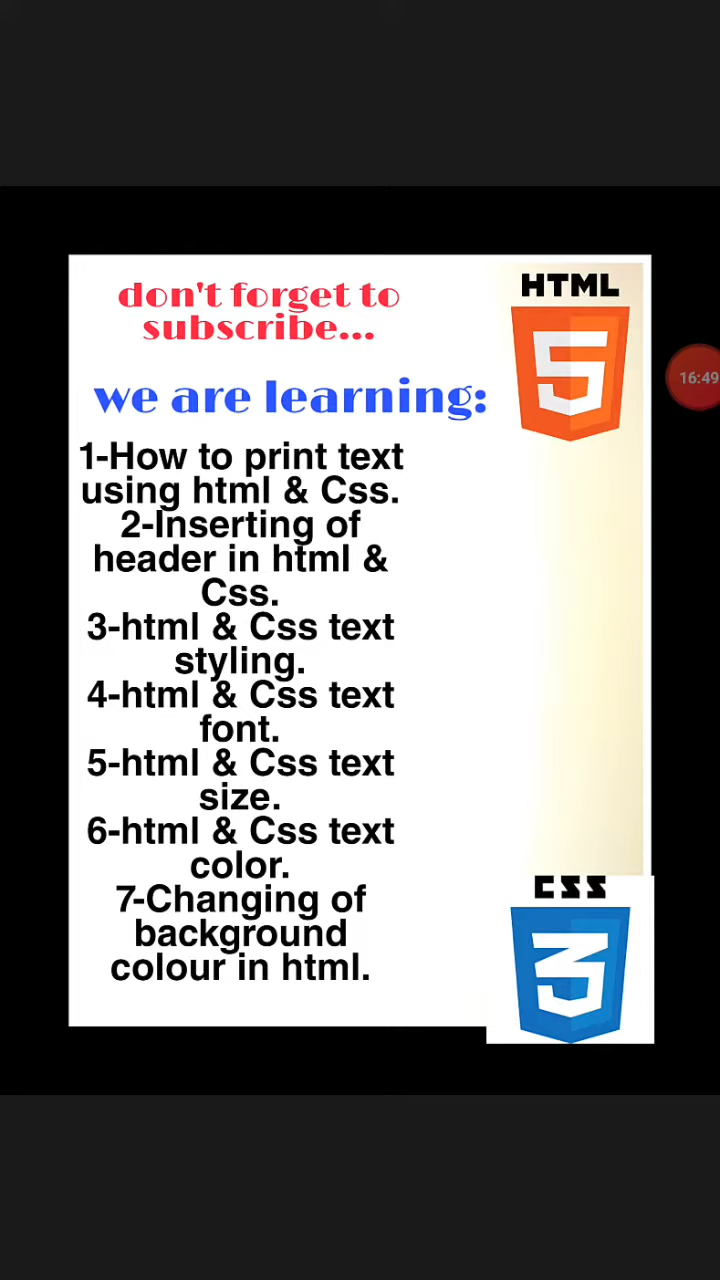 don't forget to
subscribe...
HTML
5
we are learning:
16:49
1-How to print text
using html & Css.
2-Inserting of
header in html &
Css.
3-html & Css text
styling.
4-html & Css text
font.
5-html & Css text
size.
6-html & Css text
color.
7-Changing of
background
colour in html.
CSS
3